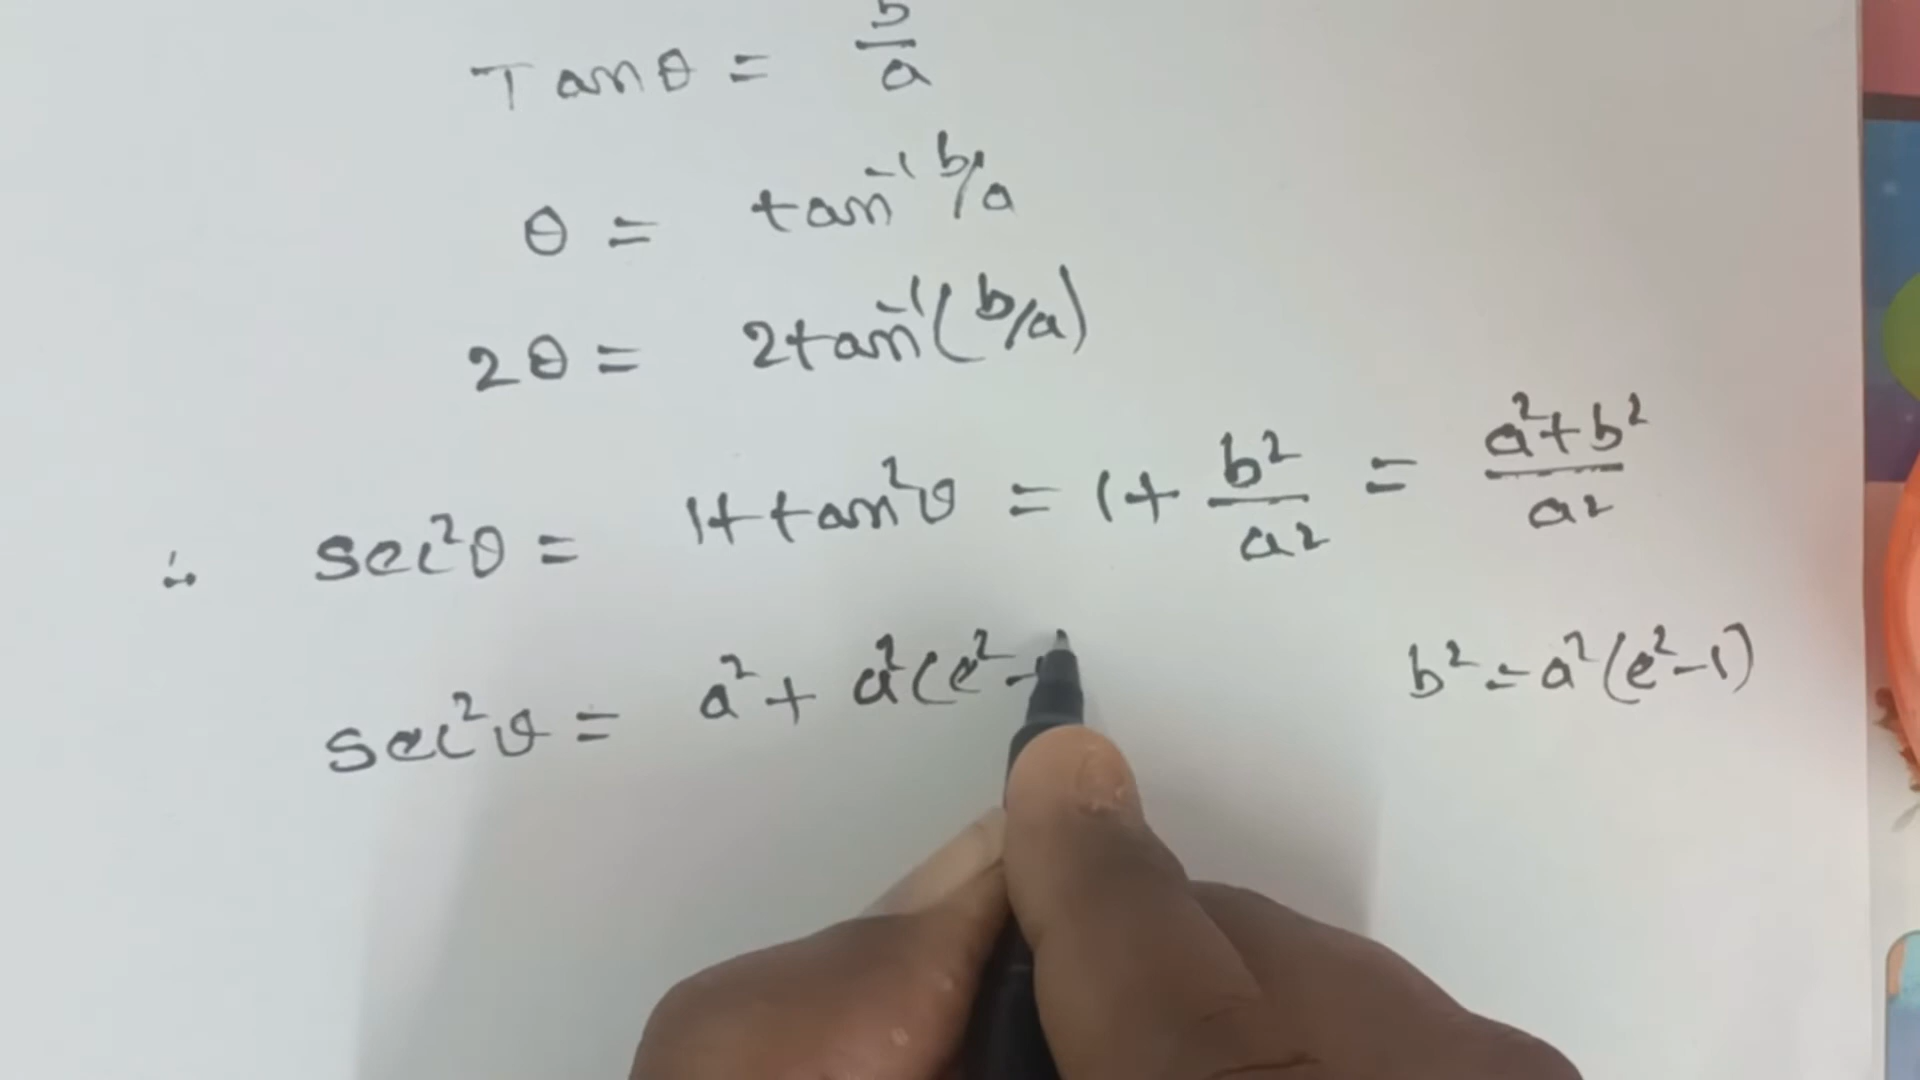 Tanθ = b/a
θ = tan⁻¹ b/a
2θ = 2tan⁻¹(b/a)
∴ sec²θ = 1+tan²θ = 1+ b²/a² = a²+b²/a²
sec²θ = a²+ a²(e²- b² = a²(e²-1)